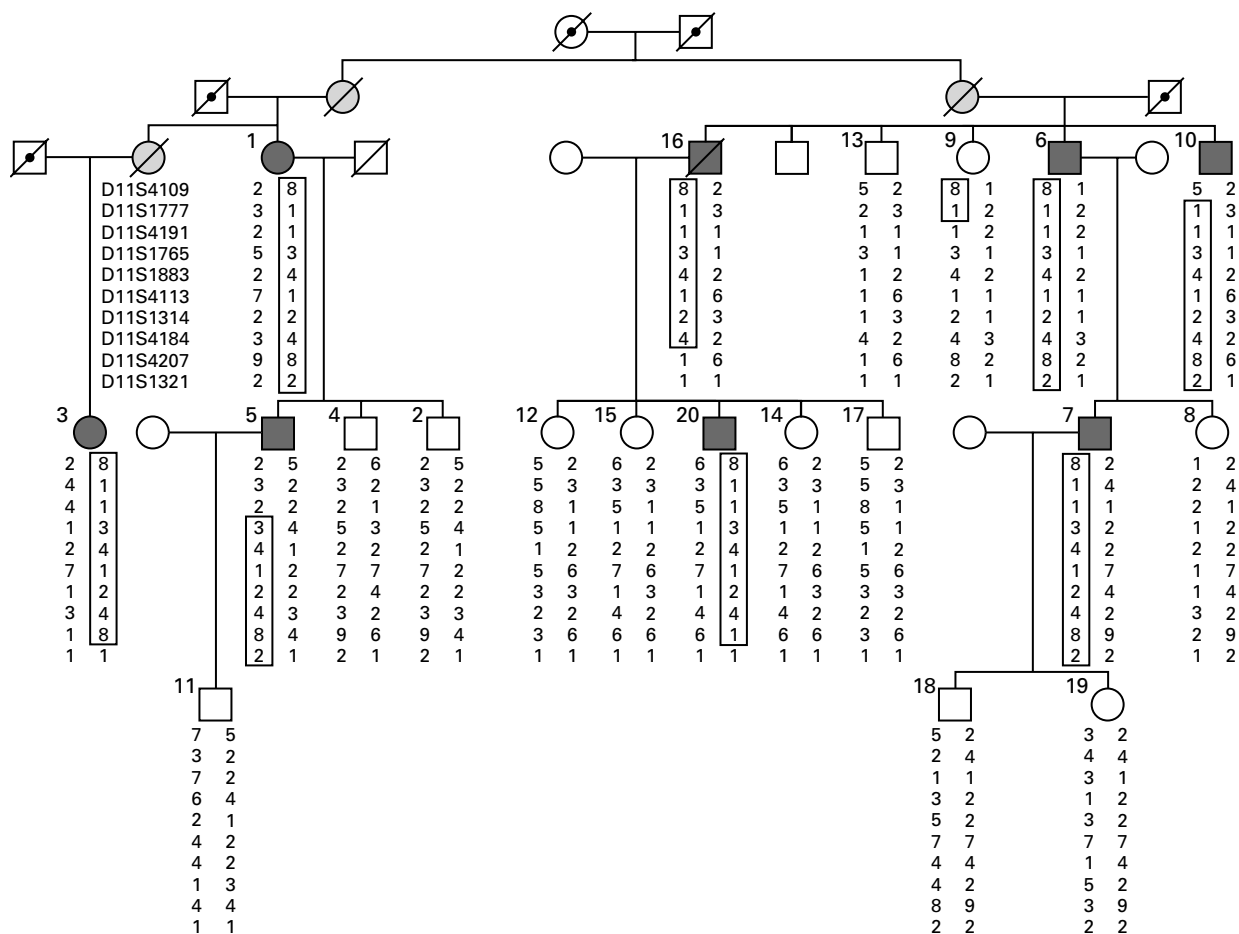 1 16 13 9 6 10
D11S4109 2 8 8 2 5 2 8 1 8 1 5 2
D11S1777 3 1 1 3 2 3 1 2 1 2 1 3
D11S4191 2 1 1 1 1 1 1 2 1 2 1 1
D11S1765 5 3 3 1 3 1 3 1 3 1 3 1
D11S1883 2 4 4 2 1 2 4 2 4 2 4 2
D11S4113 7 1 1 6 1 6 1 1 1 1 1 6
D11S1314 2 2 2 3 1 3 2 1 2 1 2 3
D11S4184 3 4 4 2 4 2 4 3 4 3 4 2
D11S4207 9 8 1 6 1 6 8 2 8 2 8 6
D11S1321 2 2 1 1 1 1 2 1 2 1 2 1
3 5 4 2 12 15 20 14 17 7 8
2 8 2 5 2 6 2 5 5 2 6 2 6 8 6 2 5 2 8 2 1 2
4 1 3 2 3 2 3 2 5 3 3 3 3 1 3 3 5 3 1 4 2 4
4 1 2 2 2 1 2 2 8 1 5 1 5 1 5 1 8 1 1 1 2 1
1 3 3 4 5 3 5 4 5 1 1 1 1 3 1 1 5 1 3 2 1 2
2 4 4 1 2 2 2 1 1 2 2 2 2 4 2 2 1 2 4 2 2 2
7 1 1 2 7 7 7 2 5 6 7 6 7 1 7 6 5 6 1 7 1 7
1 2 2 2 2 4 2 2 3 3 1 3 1 2 1 3 3 3 2 4 1 4
3 4 4 3 3 2 3 3 2 2 4 2 4 4 4 2 2 2 4 2 3 2
1 8 8 4 9 6 9 4 3 6 6 6 6 1 6 6 3 6 8 9 2 9
1 1 2 1 2 1 2 1 1 1 1 1 1 1 1 1 1 1 2 2 1 2
11 18 19
7 5 5 2 3 2
3 2 2 4 4 4
7 2 1 1 3 1
6 4 3 2 1 2
2 1 5 2 3 2
4 2 7 7 7 7
4 2 4 4 1 4
1 3 4 2 5 2
4 4 8 9 3 9
1 1 2 2 2 2